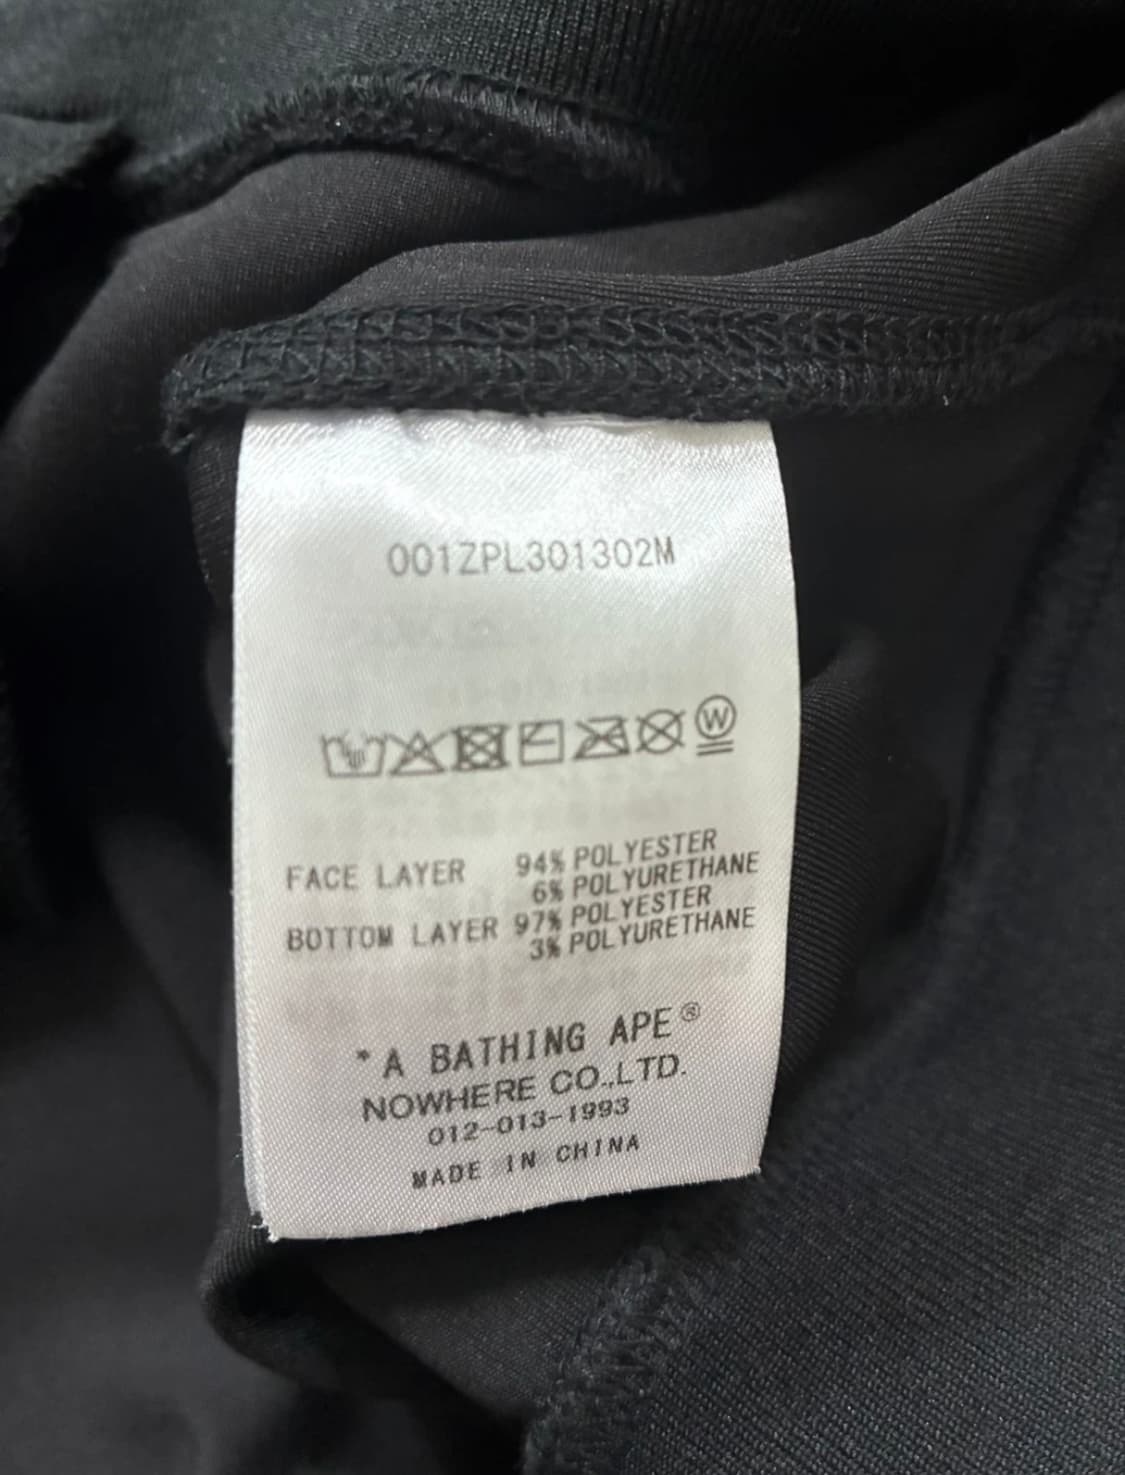 001ZPL301302M
W
FACE LAYER 94% POLYESTER
6% POLYURETHANE
BOTTOM LAYER 97% POLYESTER
3% POLYURETHANE
*A BATHING APE®
NOWHERE CO.,LTD.
012-013-1993
MADE IN CHINA